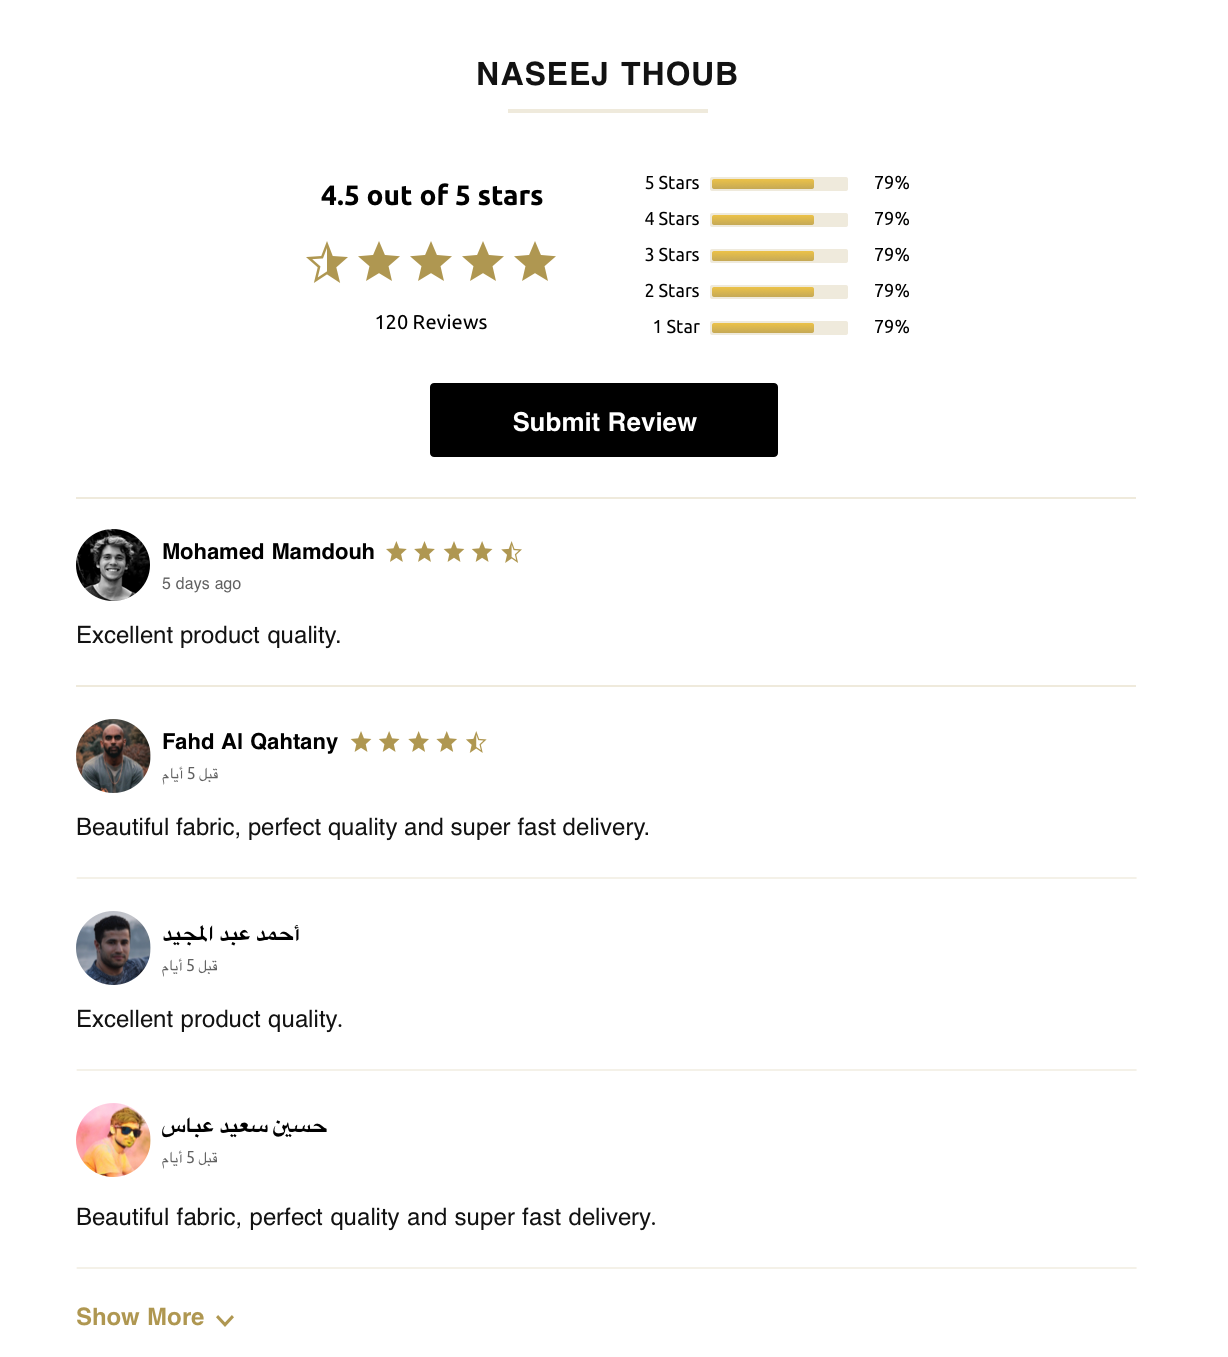 NASEEJ THOUB
4.5 out of 5 stars
120 Reviews
5 Stars 79%
4 Stars 79%
3 Stars 79%
2 Stars 79%
1 Star 79%
Submit Review
Mohamed Mamdouh
5 days ago
Excellent product quality.
Fahd Al Qahtany
قبل 5 أيام
Beautiful fabric, perfect quality and super fast delivery.
أحمد عبد المجيد
قبل 5 أيام
Excellent product quality.
حسين سعيد عباس
قبل 5 أيام
Beautiful fabric, perfect quality and super fast delivery.
Show More